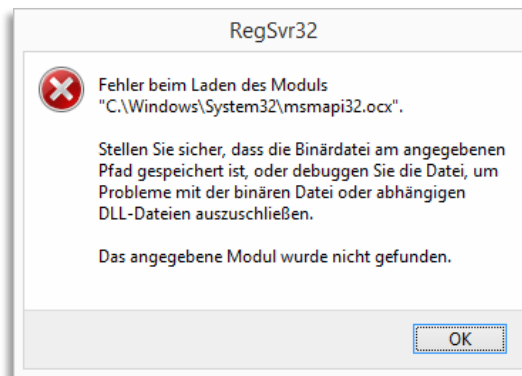 RegSvr32
Fehler beim Laden des Moduls
"C.\Windows\System32\msmapi32.ocx".
Stellen Sie sicher, dass die Binärdatei am angegebenen
Pfad gespeichert ist, oder debuggen Sie die Datei, um
Probleme mit der binären Datei oder abhängigen
DLL-Dateien auszuschließen.
Das angegebene Modul wurde nicht gefunden.
OK